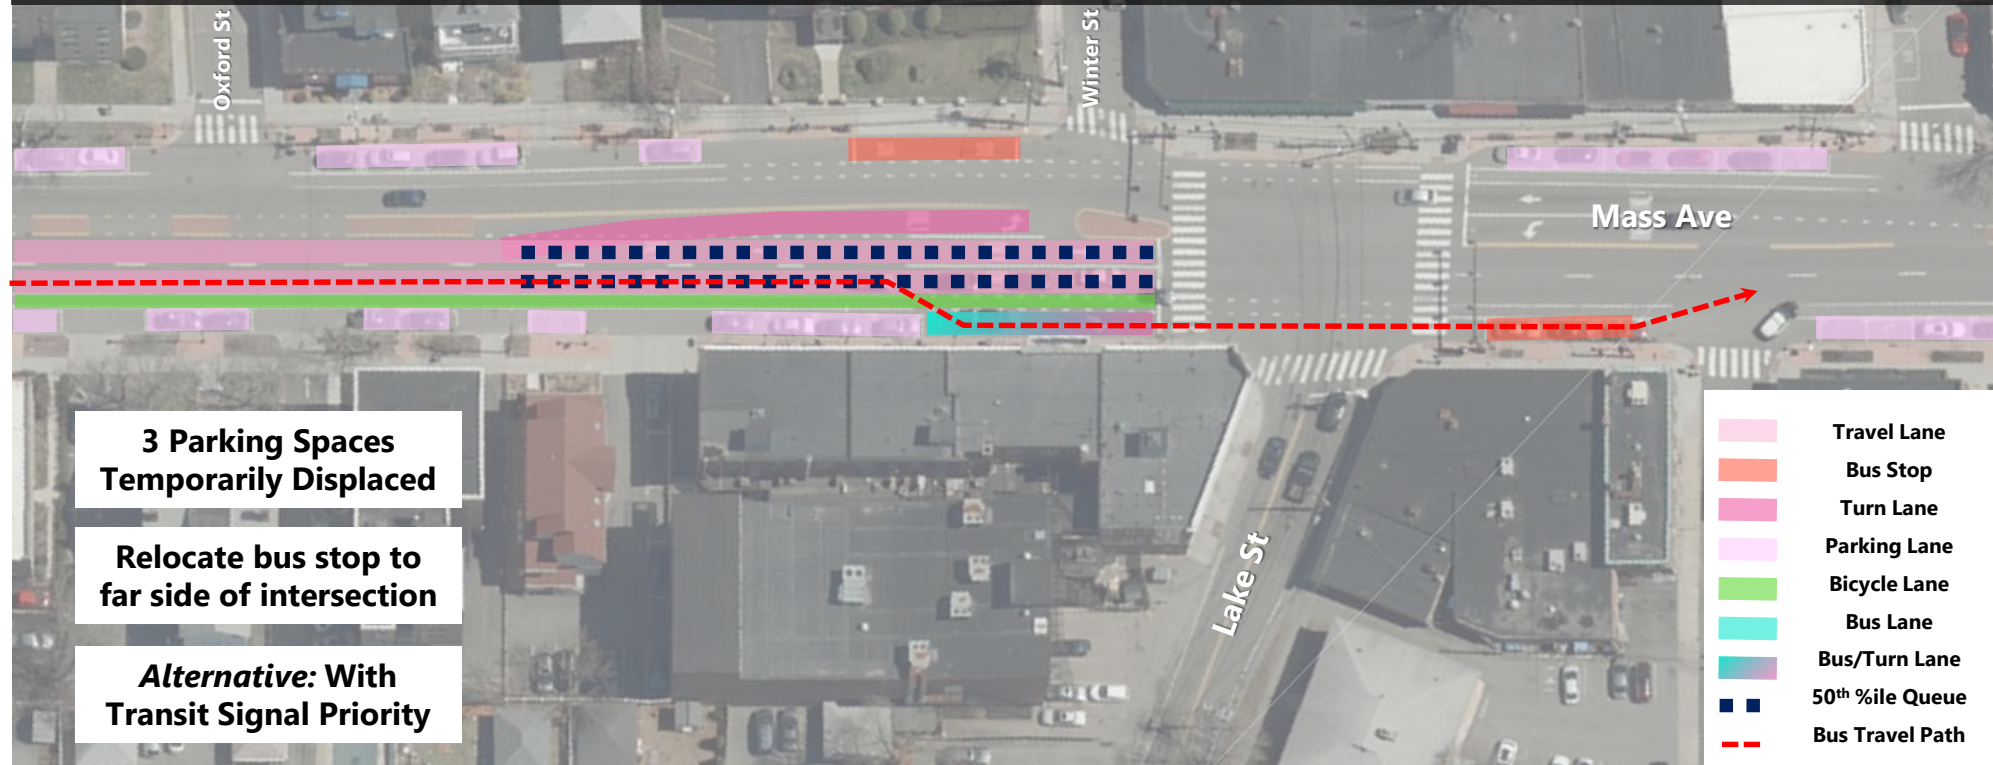 Oxford St
Winter St
Mass Ave
Lake St
3 Parking Spaces
Temporarily Displaced
Relocate bus stop to
far side of intersection
Alternative: With
Transit Signal Priority
Travel Lane
Bus Stop
Turn Lane
Parking Lane
Bicycle Lane
Bus Lane
Bus/Turn Lane
50th %ile Queue
Bus Travel Path